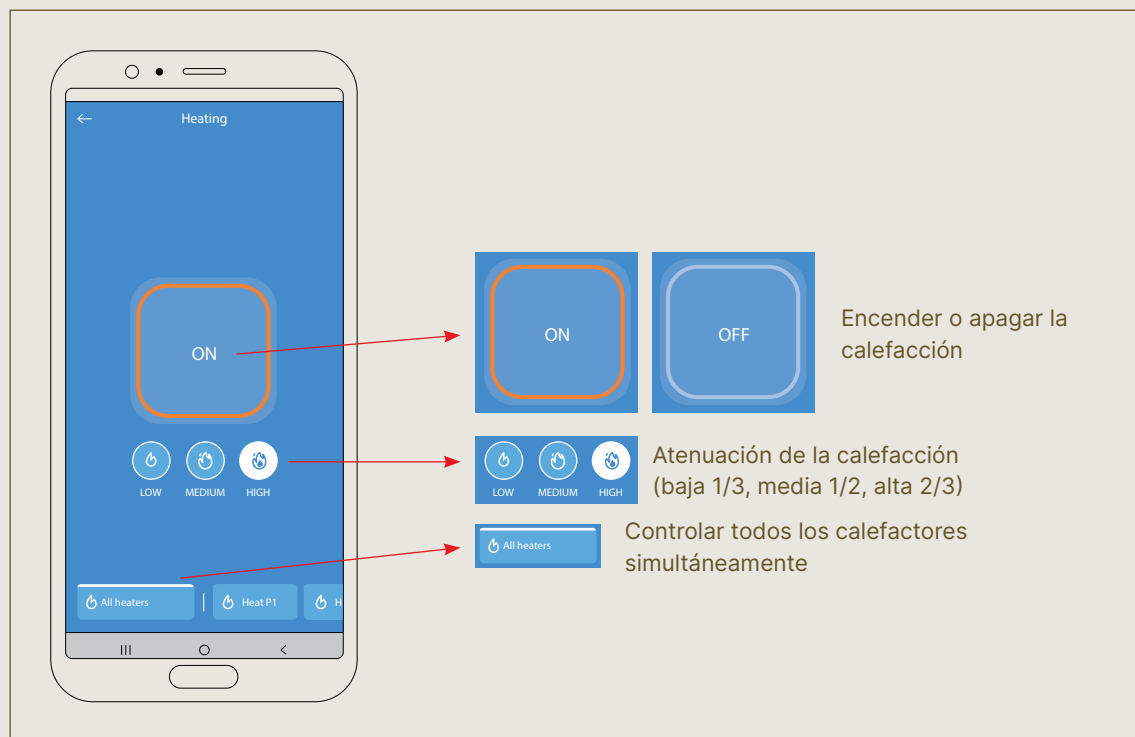 Heating
ON
LOW MEDIUM HIGH
All heaters | Heat P1 H
ON OFF
Encender o apagar la
calefacción
LOW MEDIUM HIGH
Atenuación de la calefacción
(baja 1/3, media 1/2, alta 2/3)
All heaters
Controlar todos los calefactores
simultáneamente